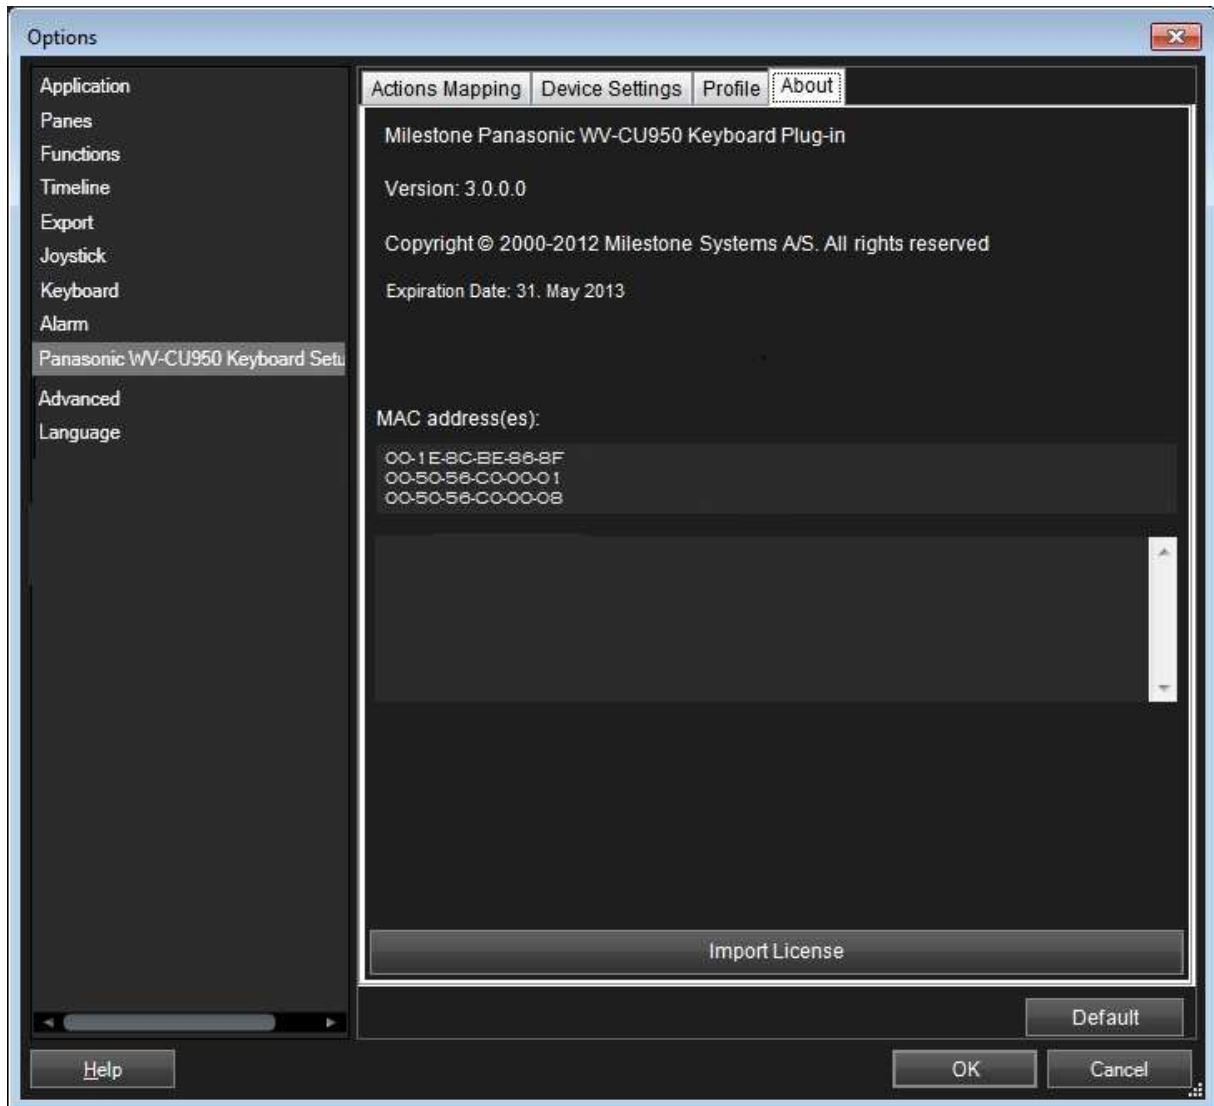 Options
Application
Panes
Functions
Timeline
Export
Joystick
Keyboard
Alarm
Panasonic WV-CU950 Keyboard Setu
Advanced
Language
Actions Mapping Device Settings Profile About
Milestone Panasonic WV-CU950 Keyboard Plug-in
Version: 3.0.0.0
Copyright © 2000-2012 Milestone Systems A/S. All rights reserved
Expiration Date: 31. May 2013
MAC address(es):
00-1E-8C-BE-86-8F
00-50-56-C0-00-01
00-50-56-C0-00-08
Import License
Default
Help OK Cancel